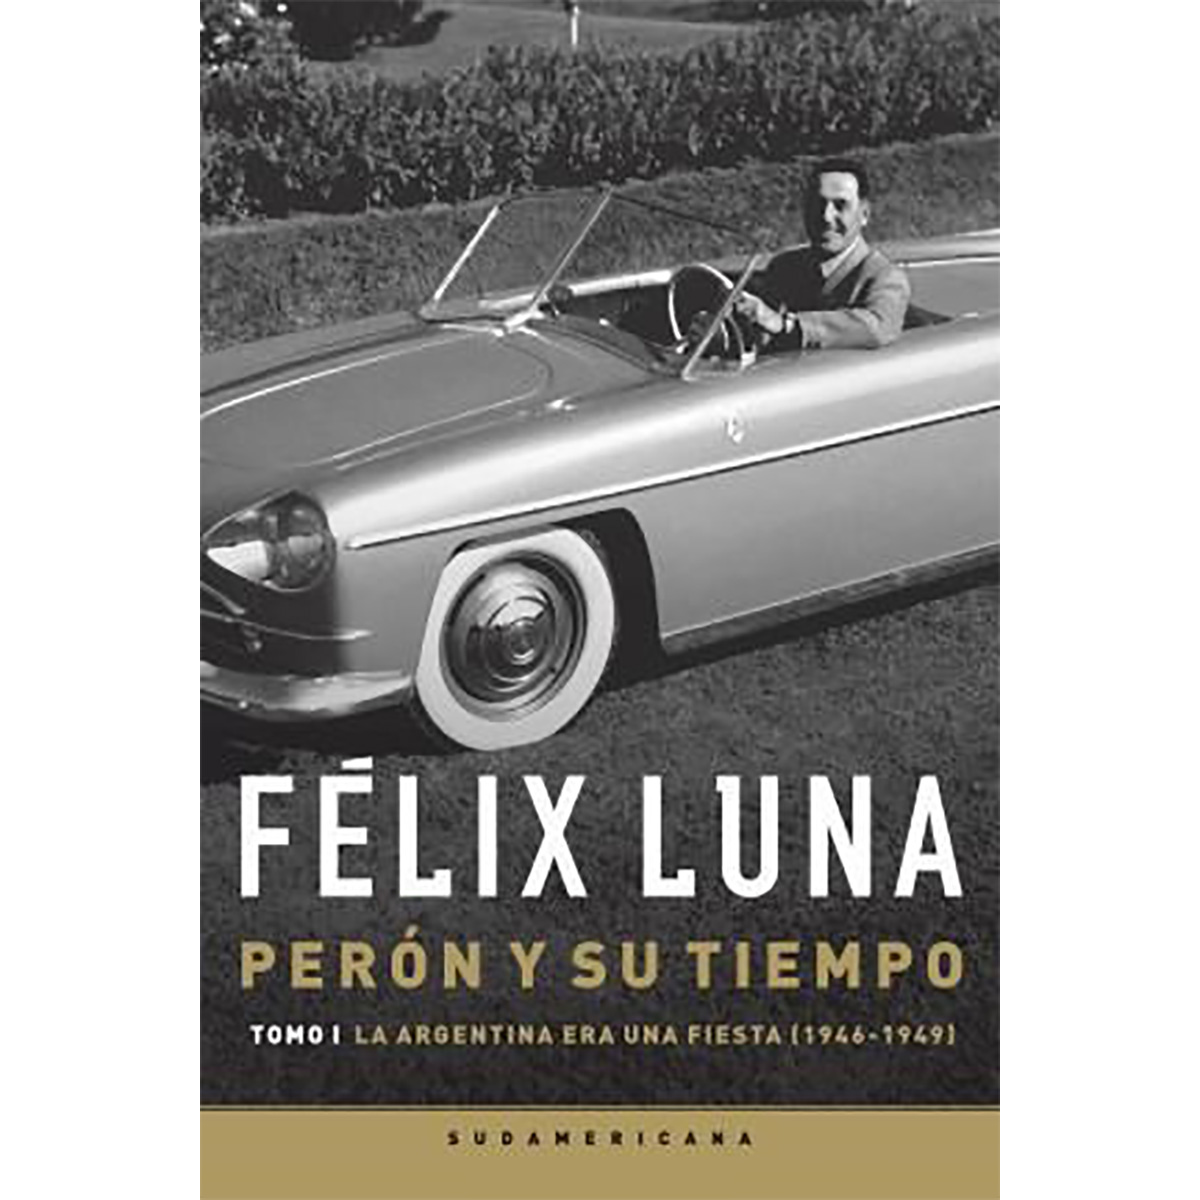 FÉLIX LUNA
PERÓN Y SU TIEMPO
TOMO I LA ARGENTINA ERA UNA FIESTA (1946-1949)
SUDAMERICANA